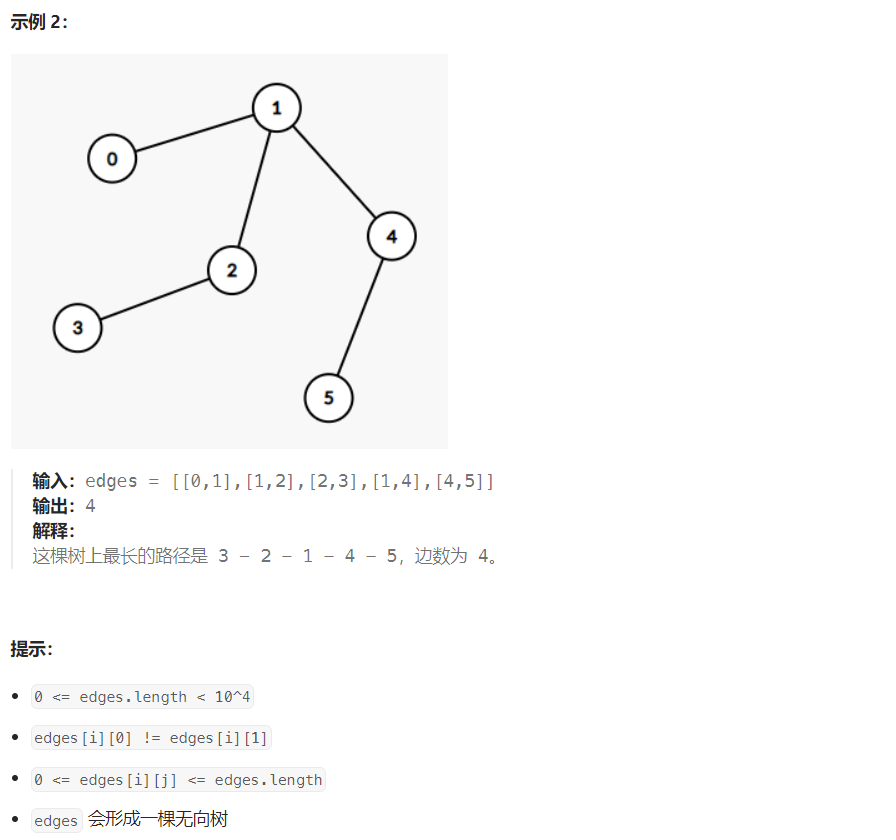 示例 2：
1
0
4
2
3
5
输入：edges = [[0,1],[1,2],[2,3],[1,4],[4,5]]
输出：4
解释：
这棵树上最长的路径是 3 - 2 - 1 - 4 - 5，边数为 4。
提示：
0 <= edges.length < 10^4
edges[i][0] != edges[i][1]
0 <= edges[i][j] <= edges.length
edges 会形成一棵无向树